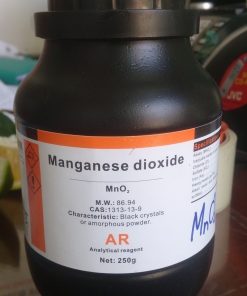 Manganese dioxide
MnO₂
M.W.: 86.94
CAS:1313-13-9
Characteristic: Black crystals
or amorphous powder.
AR
Analytical reagent
Net: 250g
JVC